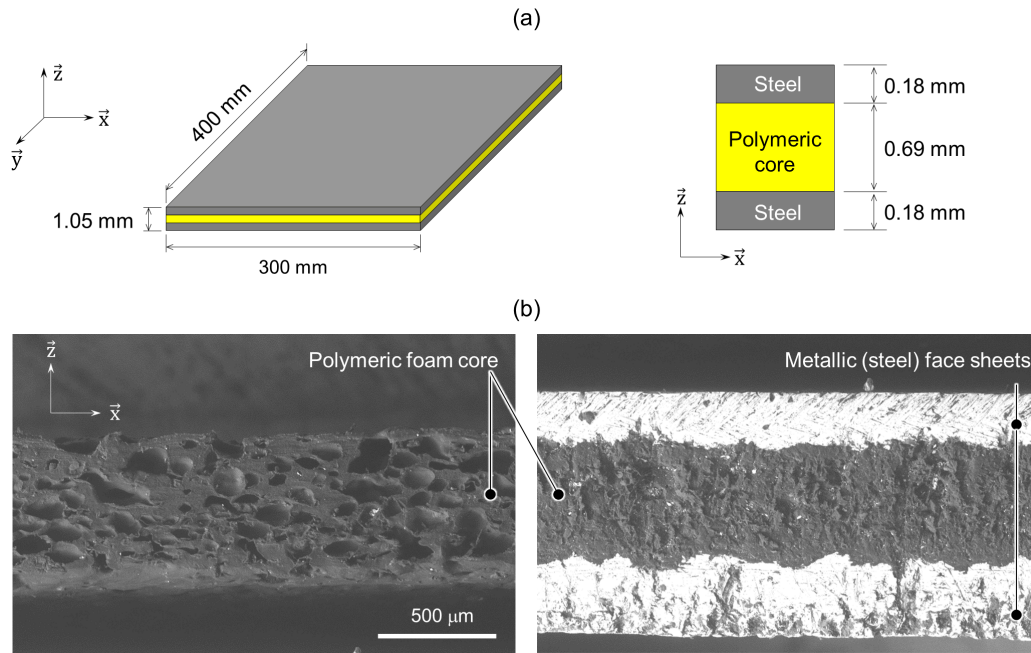 (a)
z
x
y
400 mm
1.05 mm
300 mm
Steel
0.18 mm
Polymeric
core
0.69 mm
Steel
0.18 mm
z
x
(b)
z
x
Polymeric foam core
500 μm
Metallic (steel) face sheets